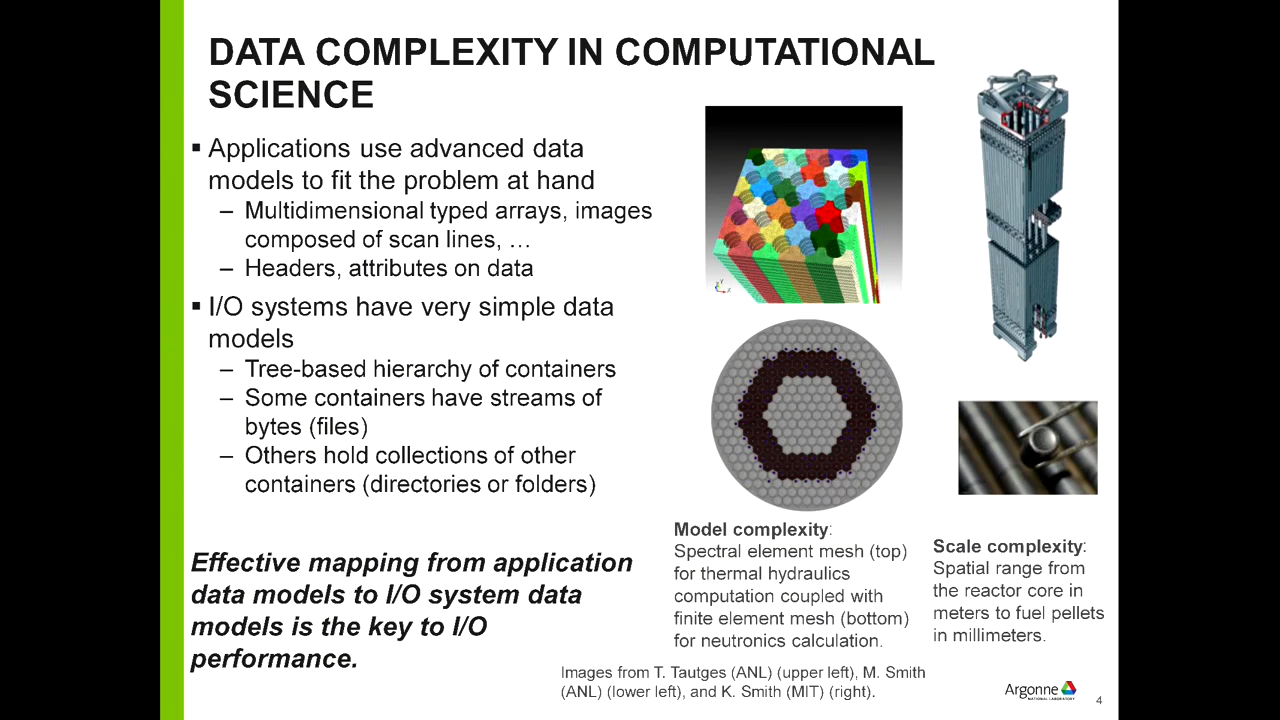 DATA COMPLEXITY IN COMPUTATIONAL
SCIENCE
▪ Applications use advanced data
models to fit the problem at hand
– Multidimensional typed arrays, images
composed of scan lines, …
– Headers, attributes on data
▪ I/O systems have very simple data
models
– Tree-based hierarchy of containers
– Some containers have streams of
bytes (files)
– Others hold collections of other
containers (directories or folders)
Effective mapping from application
data models to I/O system data
models is the key to I/O
performance.
Model complexity:
Spectral element mesh (top)
for thermal hydraulics
computation coupled with
finite element mesh (bottom)
for neutronics calculation.
Scale complexity:
Spatial range from
the reactor core in
meters to fuel pellets
in millimeters.
Images from T. Tautges (ANL) (upper left), M. Smith
(ANL) (lower left), and K. Smith (MIT) (right).
Argonne
NATIONAL LABORATORY
4